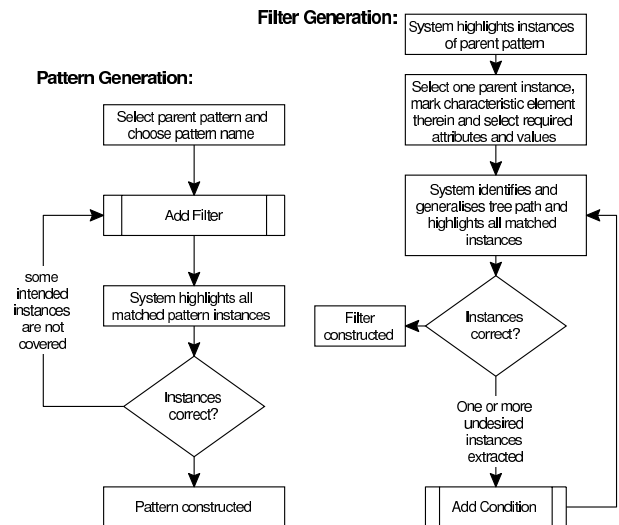 Pattern Generation:
Select parent pattern and
choose pattern name
Add Filter
some
intended
instances
are not
covered
System highlights all
matched pattern instances
Instances
correct?
Pattern constructed
Filter Generation:
System highlights instances
of parent pattern
Select one parent instance,
mark characteristic element
therein and select required
attributes and values
System identifies and
generalises tree path and
highlights all matched
instances
Instances
correct?
Filter
constructed
One or more
undesired
instances
extracted
Add Condition